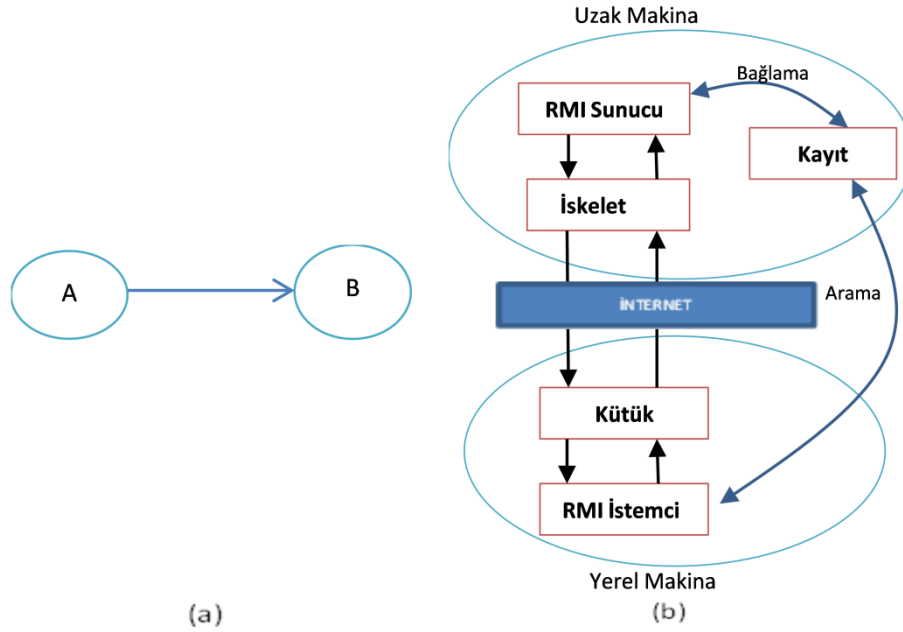 Uzak Makina
Bağlama
RMI Sunucu
Kayıt
İskelet
A
B
İNTERNET
Arama
Kütük
RMI İstemci
Yerel Makina
(a)
(b)